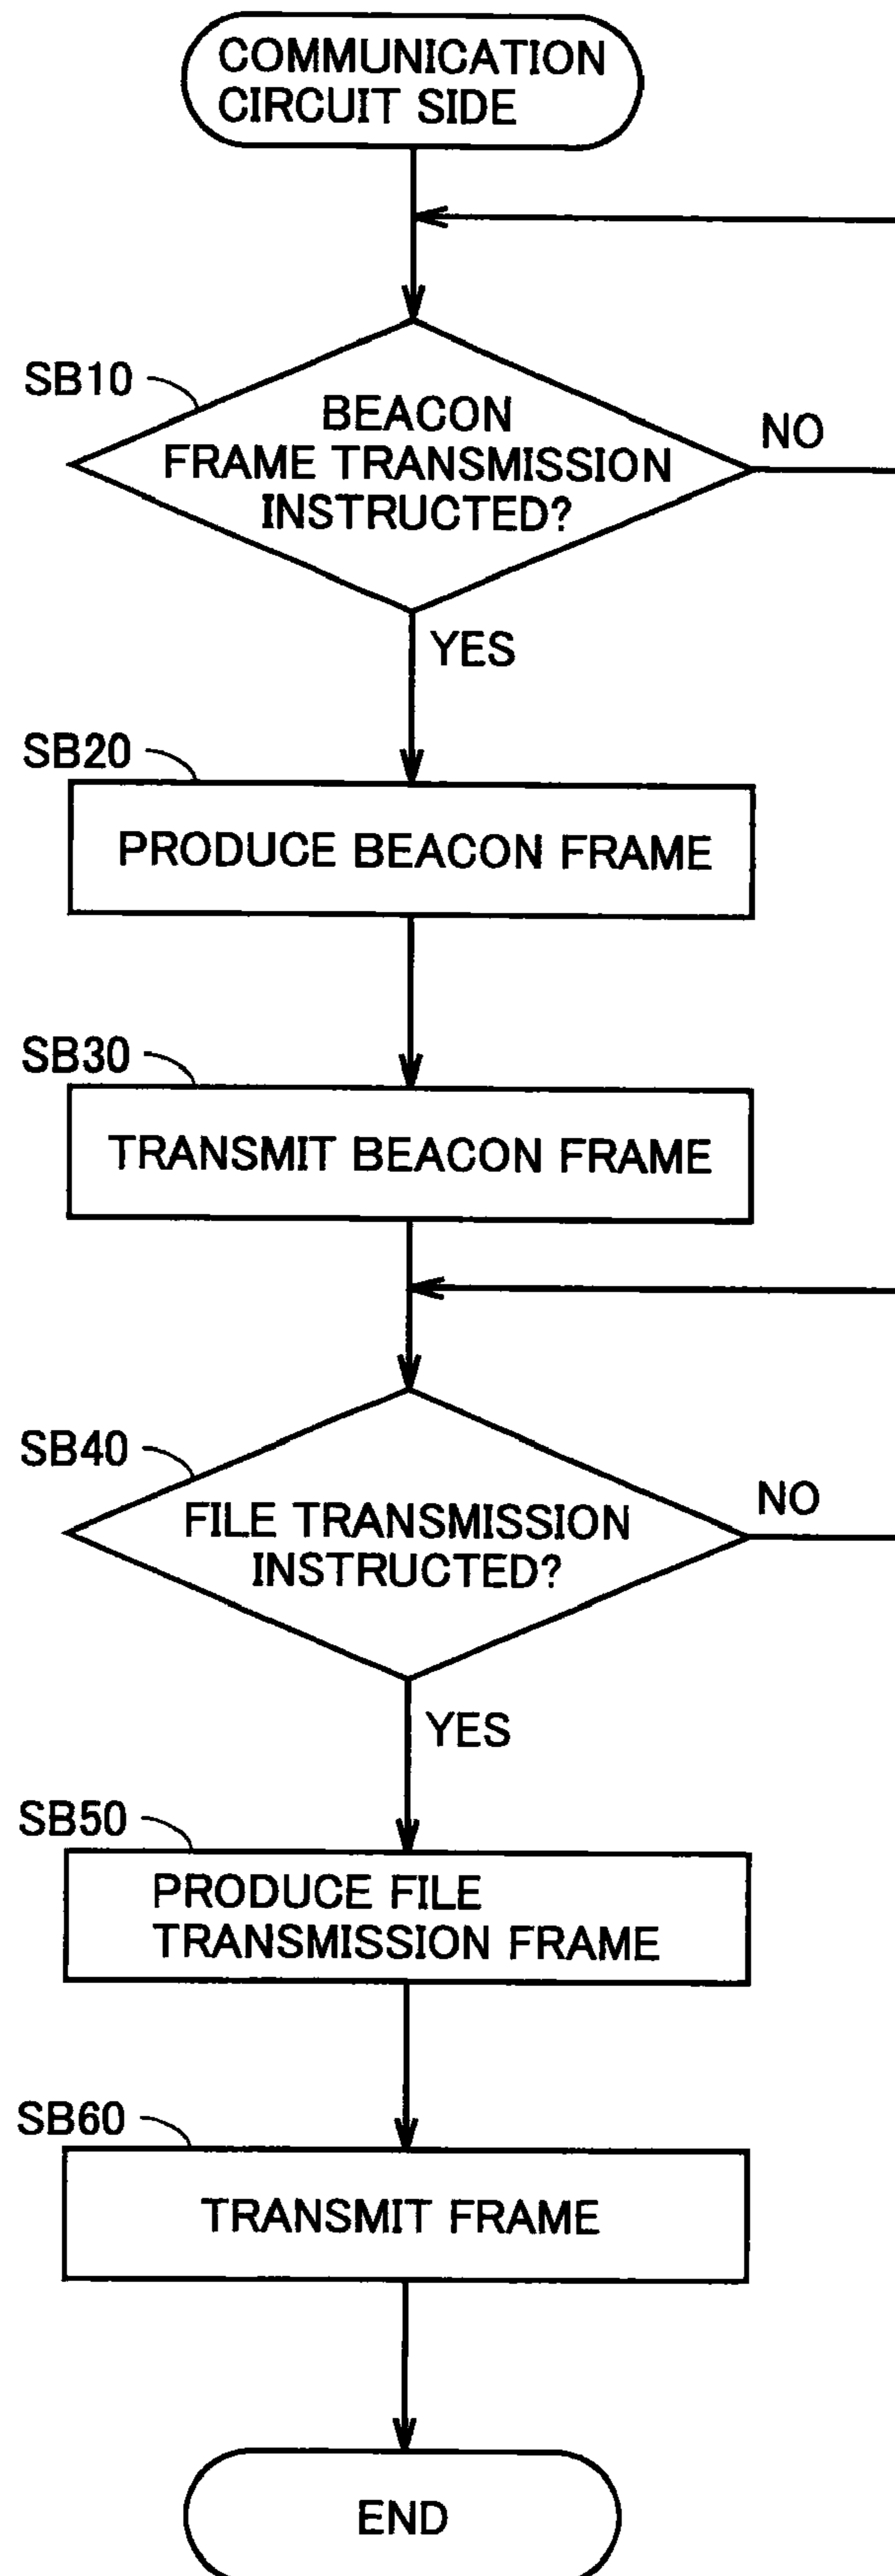 COMMUNICATION
CIRCUIT SIDE
SB10
BEACON
FRAME TRANSMISSION
INSTRUCTED?
NO
YES
SB20
PRODUCE BEACON FRAME
SB30
TRANSMIT BEACON FRAME
SB40
FILE TRANSMISSION
INSTRUCTED?
NO
YES
SB50
PRODUCE FILE
TRANSMISSION FRAME
SB60
TRANSMIT FRAME
END